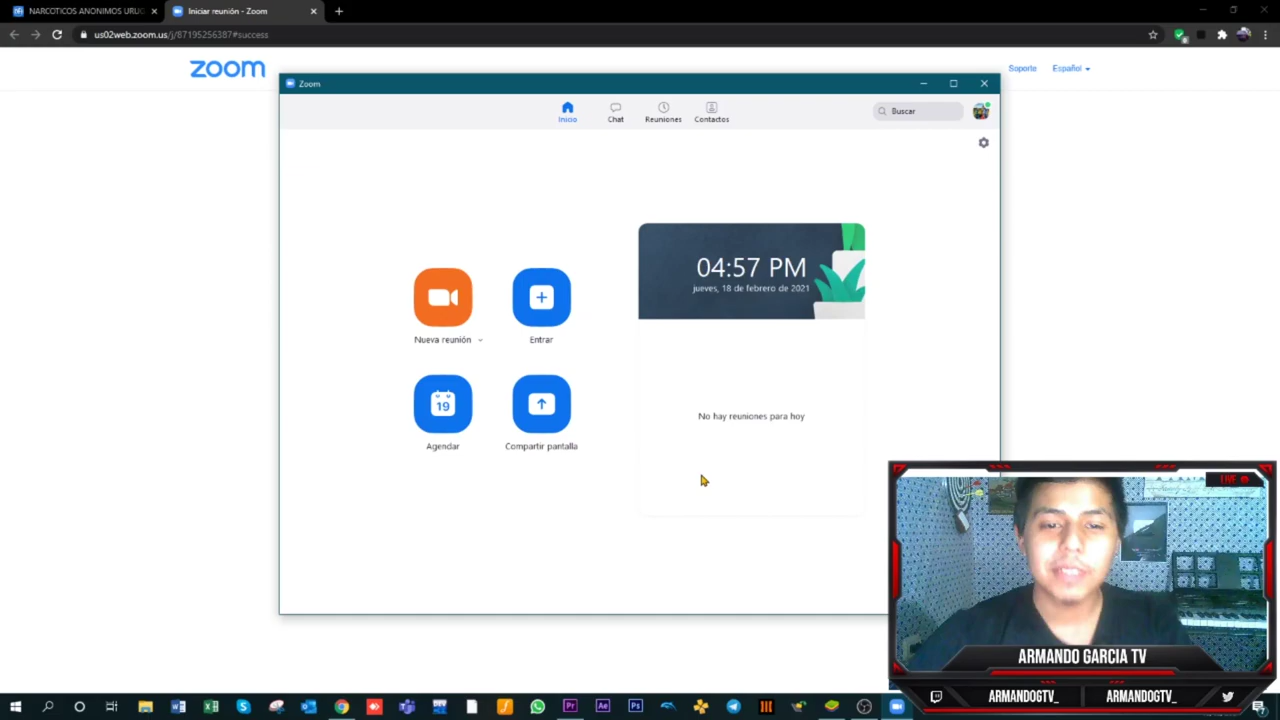 NARCOTICOS ANONIMOS URUG
Iniciar reunión - Zoom
us02web.zoom.us/j/87195256387#success
zoom
Soporte
Español
Zoom
Inicio
Chat
Reuniones
Contactos
Buscar
04:57 PM
jueves, 18 de febrero de 2021
Nueva reunión
Entrar
19
Agendar
Compartir pantalla
No hay reuniones para hoy
LIVE
ARMANDO GARCIA TV
ARMANDOGTV_
ARMANDOGTV_